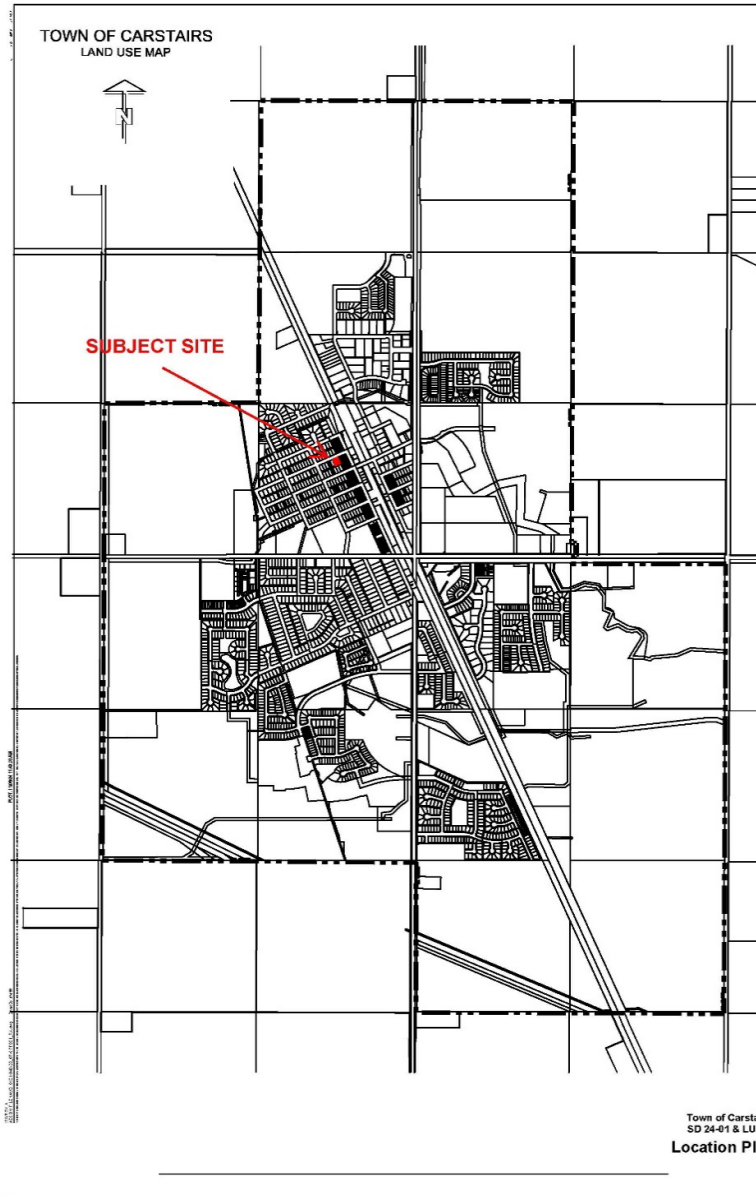 TOWN OF CARSTAIRS
LAND USE MAP
N
SUBJECT SITE
Town of Carsta
SD 24-01 & LU
Location Pl